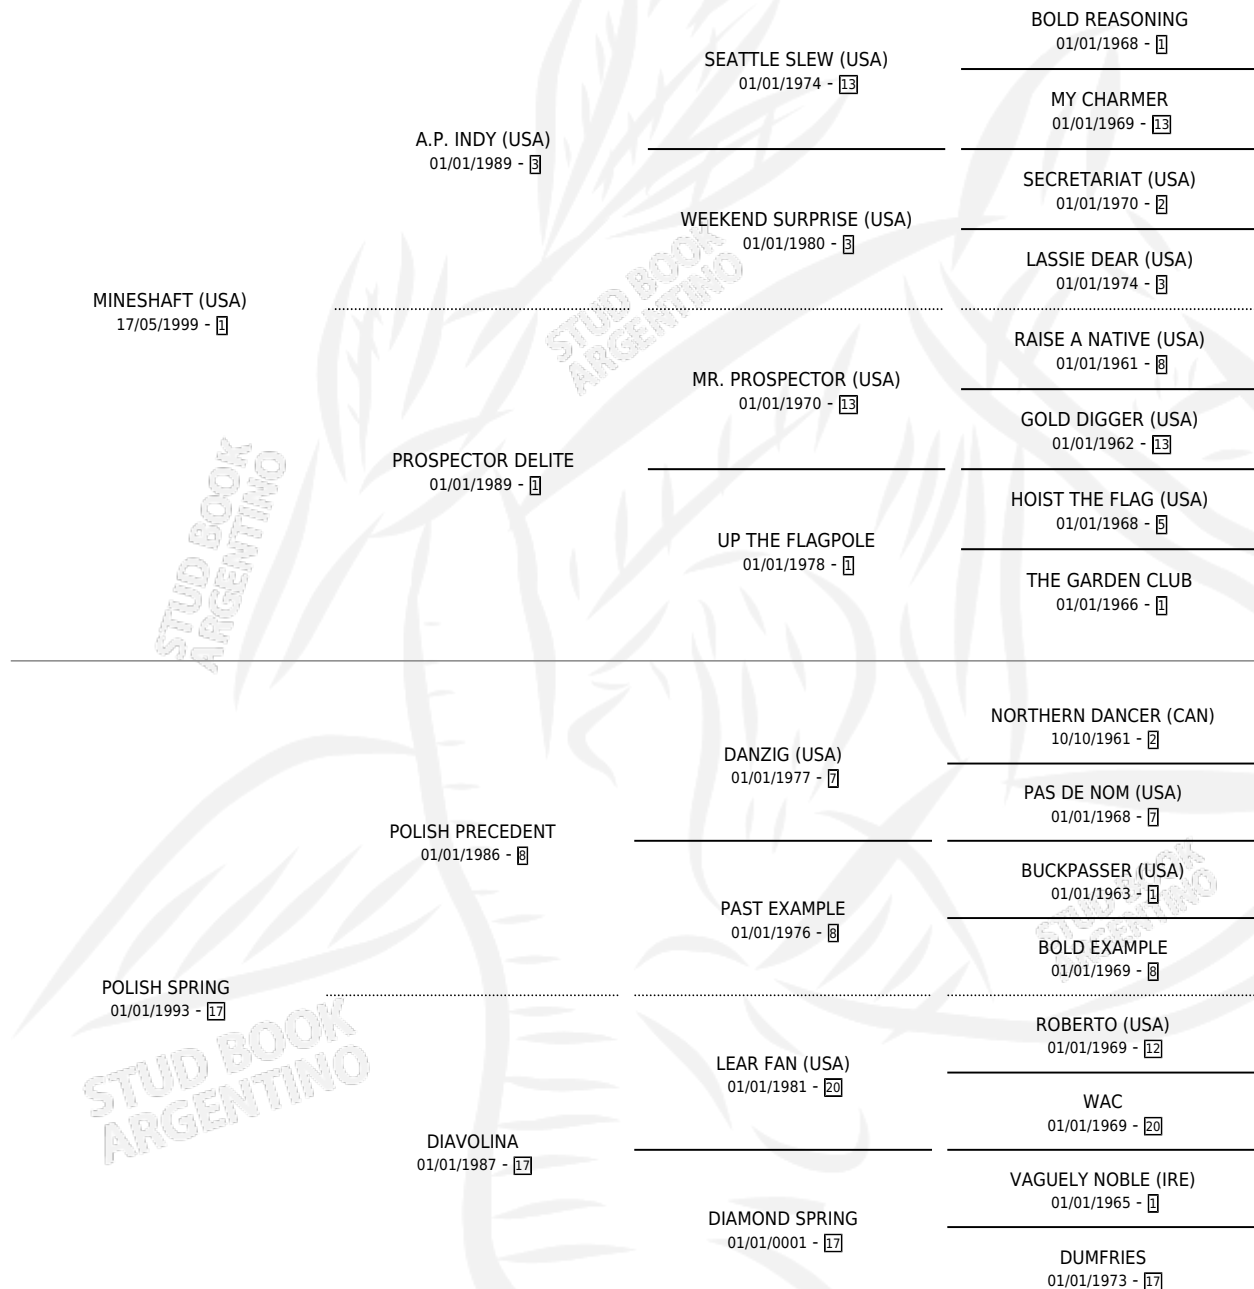 BOLD REASONING
01/01/1968 - 1
SEATTLE SLEW (USA)
01/01/1974 - 13
MY CHARMER
01/01/1969 - 13
A.P. INDY (USA)
01/01/1989 - 3
SECRETARIAT (USA)
01/01/1970 - 2
WEEKEND SURPRISE (USA)
01/01/1980 - 3
LASSIE DEAR (USA)
01/01/1974 - 3
MINESHAFT (USA)
17/05/1999 - 1
STUD BOOK
ARGENTINO
RAISE A NATIVE (USA)
01/01/1961 - 8
MR. PROSPECTOR (USA)
01/01/1970 - 13
GOLD DIGGER (USA)
01/01/1962 - 13
PROSPECTOR DELITE
01/01/1989 - 1
HOIST THE FLAG (USA)
01/01/1968 - 5
UP THE FLAGPOLE
01/01/1978 - 1
THE GARDEN CLUB
01/01/1966 - 1
STUD BOOK
ARGENTINO
NORTHERN DANCER (CAN)
10/10/1961 - 2
DANZIG (USA)
01/01/1977 - 7
PAS DE NOM (USA)
01/01/1968 - 7
POLISH PRECEDENT
01/01/1986 - 8
BUCKPASSER (USA)
01/01/1963 - 1
PAST EXAMPLE
01/01/1976 - 8
STUD BOOK
ARGENTINO
BOLD EXAMPLE
01/01/1969 - 8
POLISH SPRING
01/01/1993 - 17
ROBERTO (USA)
01/01/1969 - 12
LEAR FAN (USA)
01/01/1981 - 20
WAC
01/01/1969 - 20
STUD BOOK
ARGENTINO
DIAVOLINA
01/01/1987 - 17
VAGUELY NOBLE (IRE)
01/01/1965 - 1
DIAMOND SPRING
01/01/0001 - 17
DUMFRIES
01/01/1973 - 17